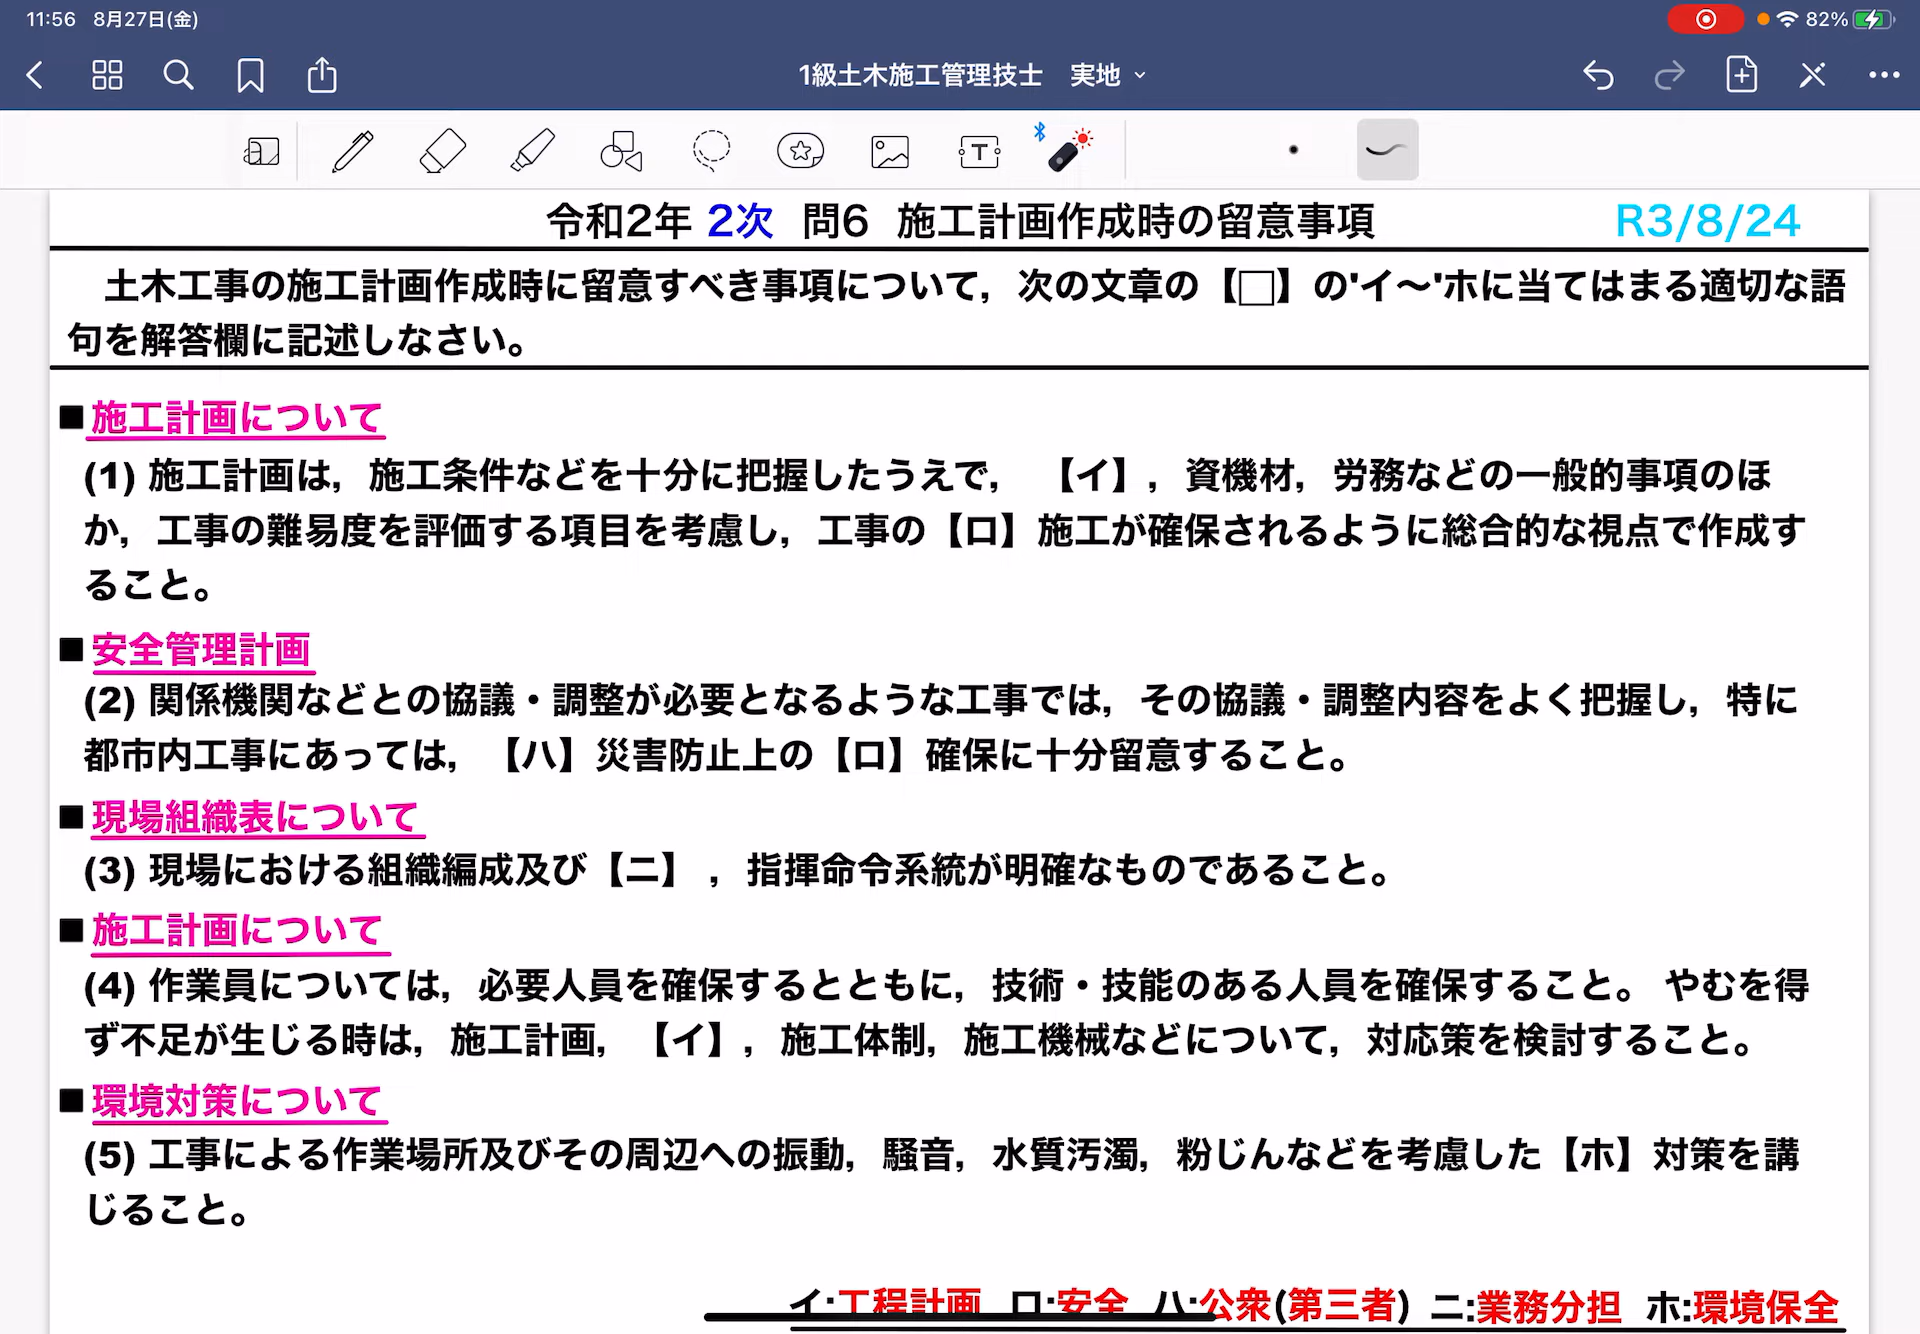 11:56 8月27日(金)
82%
1級土木施工管理技士 実地
令和2年 2次 問6 施工計画作成時の留意事項 R3/8/24
土木工事の施工計画作成時に留意すべき事項について，次の文章の【□】の'イ〜'ホに当てはまる適切な語
句を解答欄に記述しなさい。
■施工計画について
(1) 施工計画は，施工条件などを十分に把握したうえで， 【イ】，資機材，労務などの一般的事項のほ
か，工事の難易度を評価する項目を考慮し，工事の【ロ】施工が確保されるように総合的な視点で作成す
ること。
■安全管理計画
(2) 関係機関などとの協議・調整が必要となるような工事では，その協議・調整内容をよく把握し，特に
都市内工事にあっては， 【ハ】災害防止上の【ロ】確保に十分留意すること。
■現場組織表について
(3) 現場における組織編成及び【ニ】 ，指揮命令系統が明確なものであること。
■施工計画について
(4) 作業員については，必要人員を確保するとともに，技術・技能のある人員を確保すること。 やむを得
ず不足が生じる時は，施工計画， 【イ】，施工体制，施工機械などについて，対応策を検討すること。
■環境対策について
(5) 工事による作業場所及びその周辺への振動，騒音，水質汚濁，粉じんなどを考慮した【ホ】対策を講
じること。
イ:工程計画 ロ:安全 ハ:公衆(第三者) ニ:業務分担 ホ:環境保全